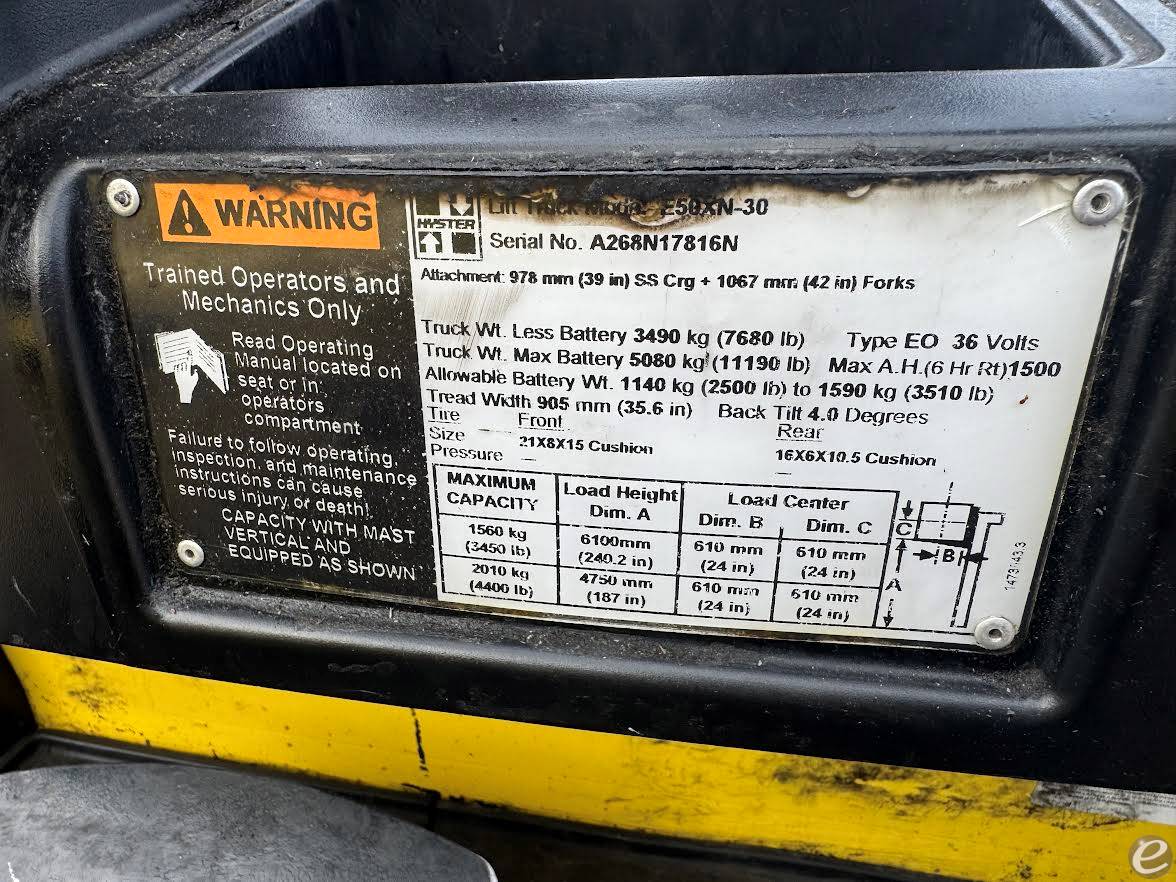 WARNING
Trained Operators and
Mechanics Only
Read Operating
Manual located on
seat or in
operators
compartment
Failure to follow operating,
inspection, and maintenance
instructions can cause
serious injury or death!
CAPACITY WITH MAST
VERTICAL AND
EQUIPPED AS SHOWN
HYSTER
Lift Truck Model E50XN-30
Serial No. A268N17816N
Attachment: 978 mm (39 in) SS Crg + 1067 mm (42 in) Forks
Truck Wt. Less Battery 3490 kg (7680 lb) Type EO 36 Volts
Truck Wt. Max Battery 5080 kg (11190 lb) Max A.H.(6 Hr Rt)1500
Allowable Battery Wt. 1140 kg (2500 lb) to 1590 kg (3510 lb)
Tread Width 905 mm (35.6 in) Back Tilt 4.0 Degrees
Tire Front Rear
Size 21X8X15 Cushion 16X6X10.5 Cushion
Pressure — —
MAXIMUM CAPACITY Load Height Dim. A Load Center
Dim. B Dim. C
1560 kg 6100mm 610 mm 610 mm
(3450 lb) (240.2 in) (24 in) (24 in)
2010 kg 4750 mm 610 mm 610 mm
(4400 lb) (187 in) (24 in) (24 in)
C
B
A
e